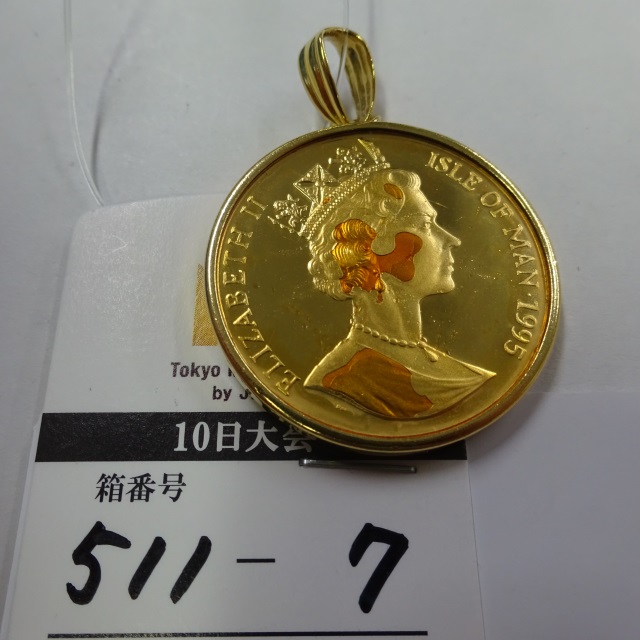 ELIZABETH II
ISLE OF MAN 1995
Tokyo
by J
10日大会
箱番号
511-7